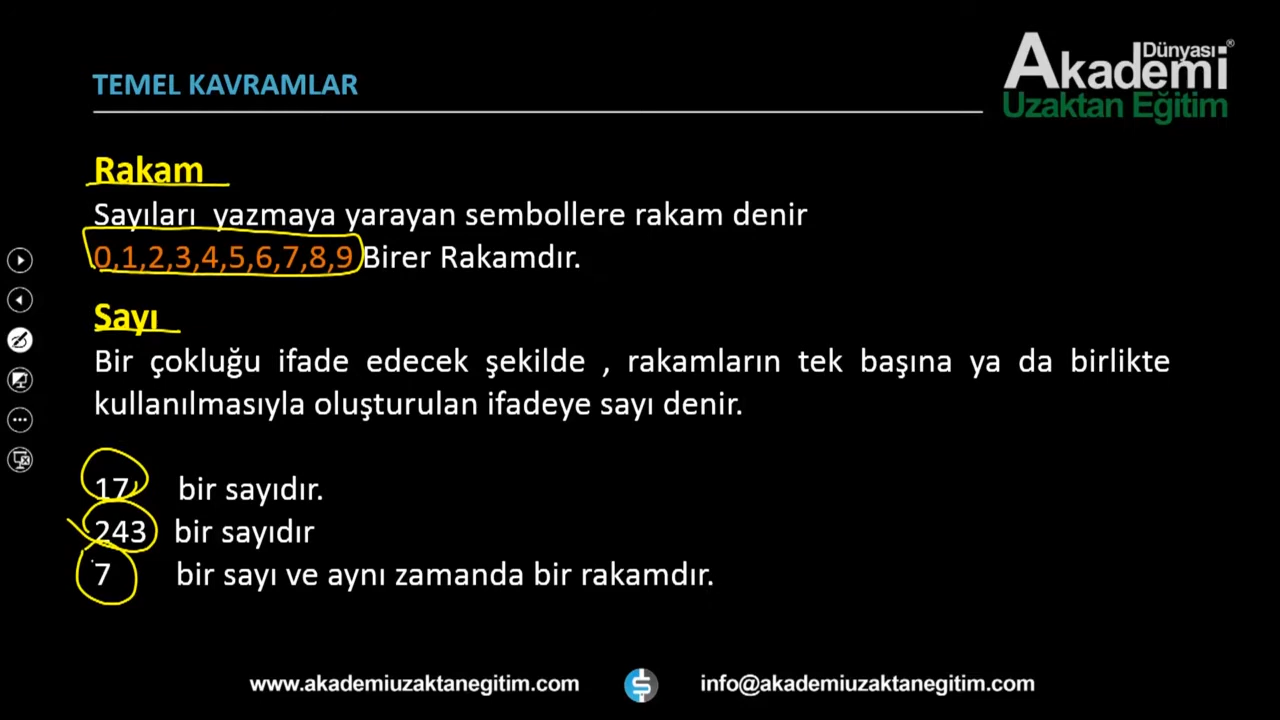 TEMEL KAVRAMLAR
Akademi Dünyası®
Uzaktan Eğitim
Rakam
Sayıları yazmaya yarayan sembollere rakam denir
0,1,2,3,4,5,6,7,8,9 Birer Rakamdır.
Sayı
Bir çokluğu ifade edecek şekilde , rakamların tek başına ya da birlikte
kullanılmasıyla oluşturulan ifadeye sayı denir.
17 bir sayıdır.
243 bir sayıdır
7 bir sayı ve aynı zamanda bir rakamdır.
www.akademiuzaktanegitim.com info@akademiuzaktanegitim.com